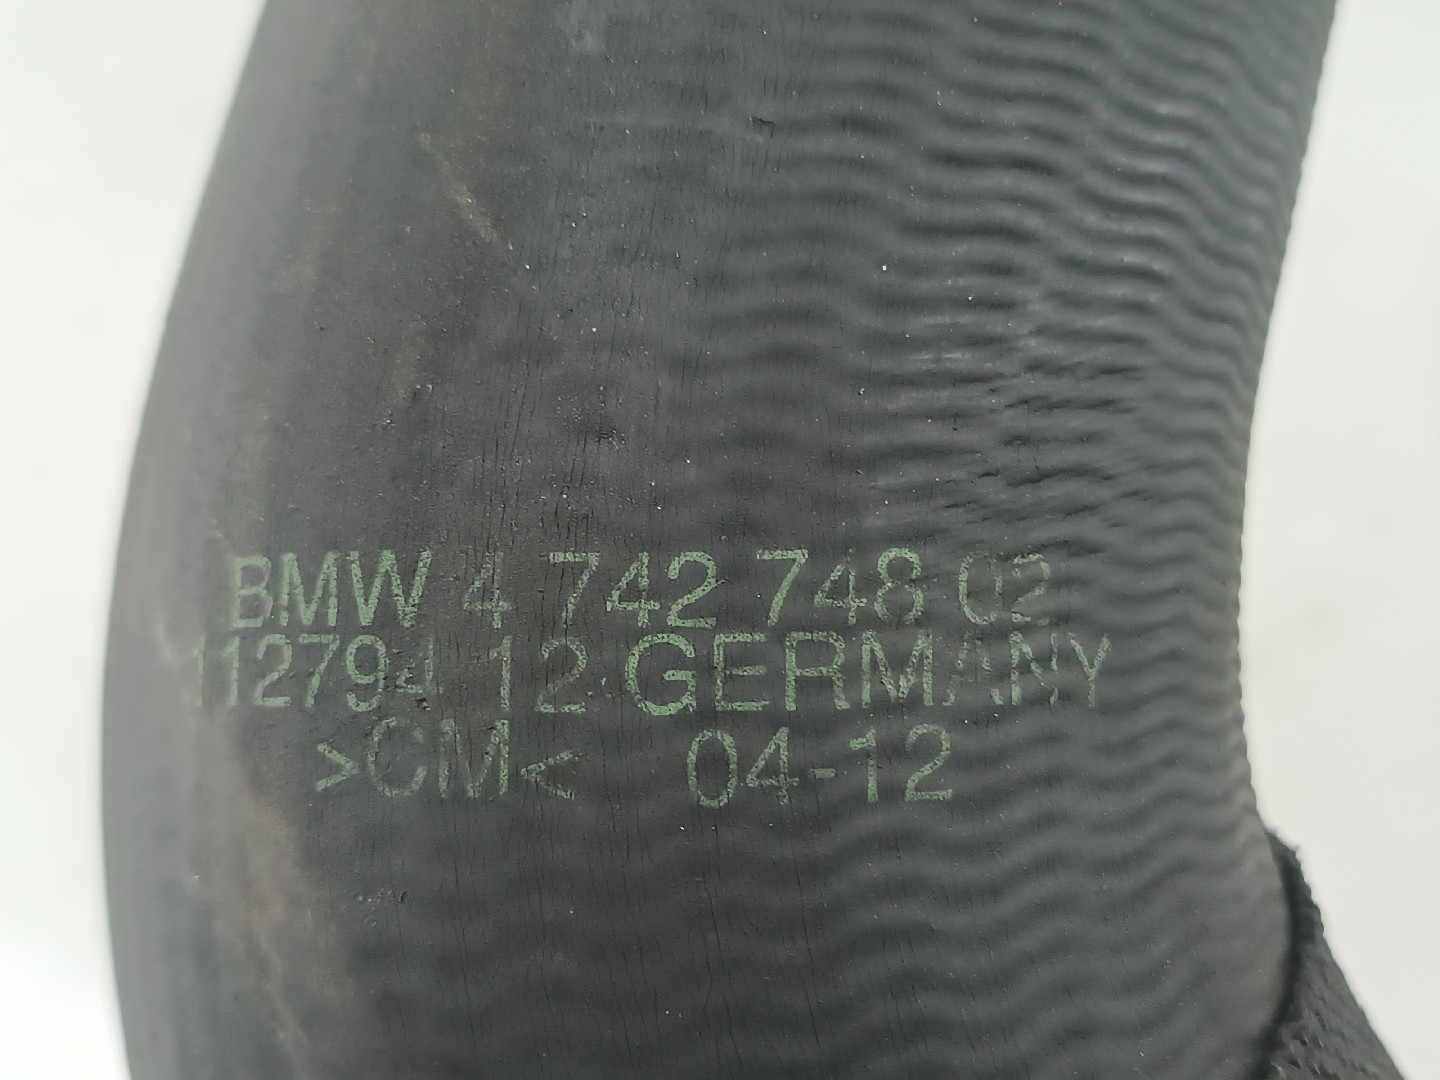 BMW 4 742 748 02
112794 12 GERMANY
>CM< 04-12